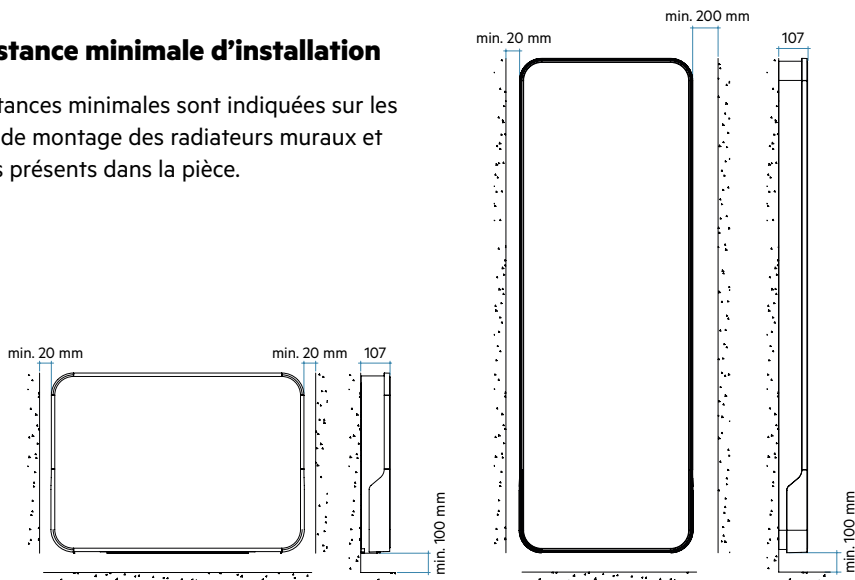 stance minimale d'installation
tances minimales sont indiquées sur les
de montage des radiateurs muraux et
s présents dans la pièce.
min. 200 mm
min. 20 mm
107
min. 20 mm
min. 20 mm
107
min. 100 mm
min. 100 mm